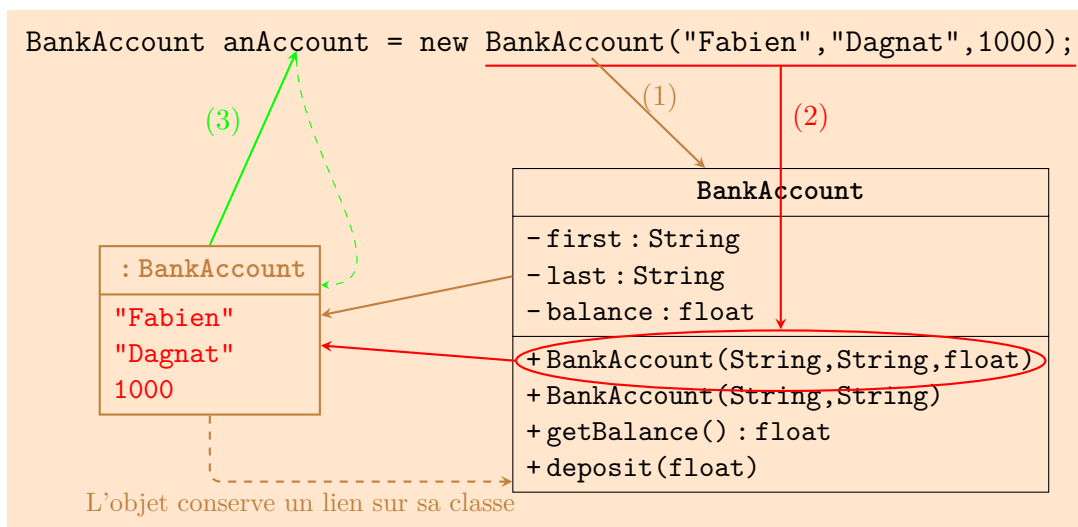 BankAccount anAccount = new BankAccount("Fabien","Dagnat",1000);
(1)
(3)
(2)
BankAccount
- first : String
- last : String
- balance : float
+ BankAccount(String,String,float)
+ BankAccount(String,String)
+ getBalance() : float
+ deposit(float)
: BankAccount
"Fabien"
"Dagnat"
1000
L'objet conserve un lien sur sa classe